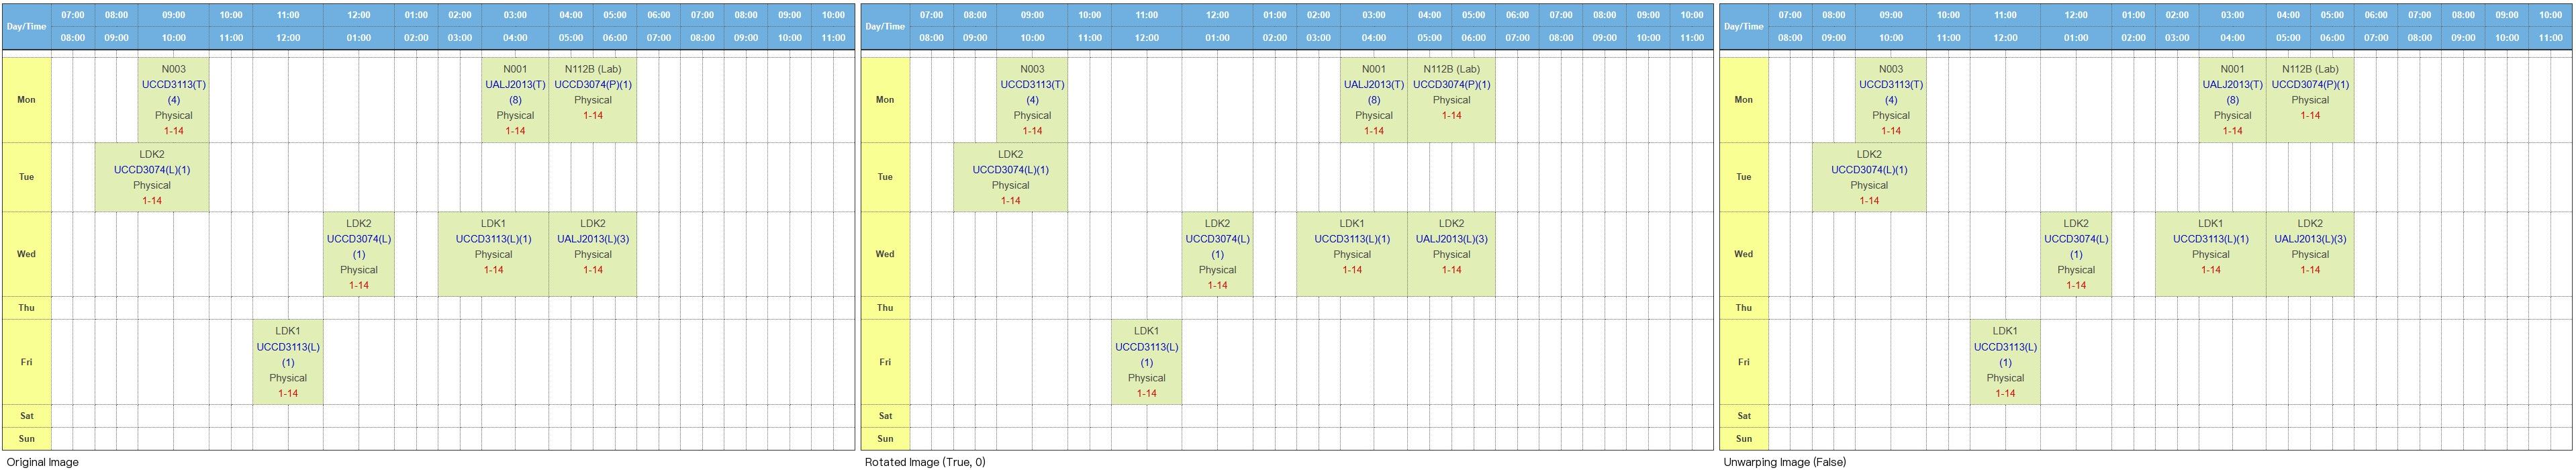 Day/Time 07:00 08:00 09:00 10:00 11:00 12:00 01:00 02:00 03:00 04:00 05:00 06:00 07:00 08:00 09:00 10:00
08:00 09:00 10:00 11:00 12:00 01:00 02:00 03:00 04:00 05:00 06:00 07:00 08:00 09:00 10:00 11:00
Mon
N003
UCCD3113(T)
(4)
Physical
1-14
N001
UALJ2013(T)
(8)
Physical
1-14
N112B (Lab)
UCCD3074(P)(1)
Physical
1-14
Tue
LDK2
UCCD3074(L)(1)
Physical
1-14
Wed
LDK2
UCCD3074(L)
(1)
Physical
1-14
LDK1
UCCD3113(L)(1)
Physical
1-14
LDK2
UALJ2013(L)(3)
Physical
1-14
Thu
Fri
LDK1
UCCD3113(L)
(1)
Physical
1-14
Sat
Sun
Original Image
Day/Time 07:00 08:00 09:00 10:00 11:00 12:00 01:00 02:00 03:00 04:00 05:00 06:00 07:00 08:00 09:00 10:00
08:00 09:00 10:00 11:00 12:00 01:00 02:00 03:00 04:00 05:00 06:00 07:00 08:00 09:00 10:00 11:00
Mon
N003
UCCD3113(T)
(4)
Physical
1-14
N001
UALJ2013(T)
(8)
Physical
1-14
N112B (Lab)
UCCD3074(P)(1)
Physical
1-14
Tue
LDK2
UCCD3074(L)(1)
Physical
1-14
Wed
LDK2
UCCD3074(L)
(1)
Physical
1-14
LDK1
UCCD3113(L)(1)
Physical
1-14
LDK2
UALJ2013(L)(3)
Physical
1-14
Thu
Fri
LDK1
UCCD3113(L)
(1)
Physical
1-14
Sat
Sun
Rotated Image (True, 0)
Day/Time 07:00 08:00 09:00 10:00 11:00 12:00 01:00 02:00 03:00 04:00 05:00 06:00 07:00 08:00 09:00 10:00
08:00 09:00 10:00 11:00 12:00 01:00 02:00 03:00 04:00 05:00 06:00 07:00 08:00 09:00 10:00 11:00
Mon
N003
UCCD3113(T)
(4)
Physical
1-14
N001
UALJ2013(T)
(8)
Physical
1-14
N112B (Lab)
UCCD3074(P)(1)
Physical
1-14
Tue
LDK2
UCCD3074(L)(1)
Physical
1-14
Wed
LDK2
UCCD3074(L)
(1)
Physical
1-14
LDK1
UCCD3113(L)(1)
Physical
1-14
LDK2
UALJ2013(L)(3)
Physical
1-14
Thu
Fri
LDK1
UCCD3113(L)
(1)
Physical
1-14
Sat
Sun
Unwarping Image (False)